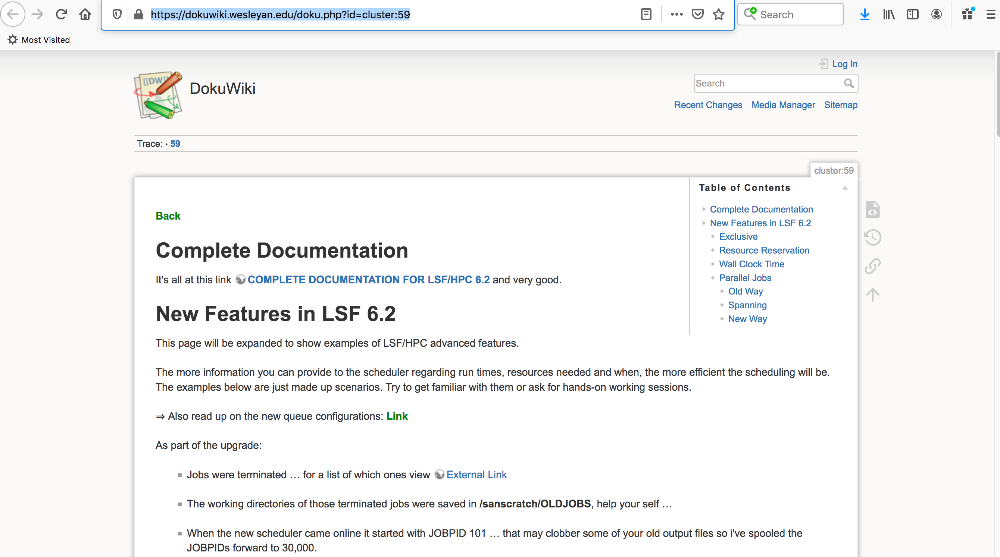 https://dokuwiki.wesleyan.edu/doku.php?id=cluster:59
Search
Most Visited
Log In
[[DW]]
DokuWiki
Search
Recent Changes Media Manager Sitemap
Trace: • 59
cluster:59
Table of Contents
Complete Documentation
New Features in LSF 6.2
Exclusive
Resource Reservation
Wall Clock Time
Parallel Jobs
Old Way
Spanning
New Way
Back
Complete Documentation
It's all at this link COMPLETE DOCUMENTATION FOR LSF/HPC 6.2 and very good.
New Features in LSF 6.2
This page will be expanded to show examples of LSF/HPC advanced features.
The more information you can provide to the scheduler regarding run times, resources needed and when, the more efficient the scheduling will be.
The examples below are just made up scenarios. Try to get familiar with them or ask for hands-on working sessions.
⇒ Also read up on the new queue configurations: Link
As part of the upgrade:
Jobs were terminated … for a list of which ones view External Link
The working directories of those terminated jobs were saved in /sanscratch/OLDJOBS, help your self …
When the new scheduler came online it started with JOBPID 101 … that may clobber some of your old output files so i've spooled the
JOBPIDs forward to 30,000.